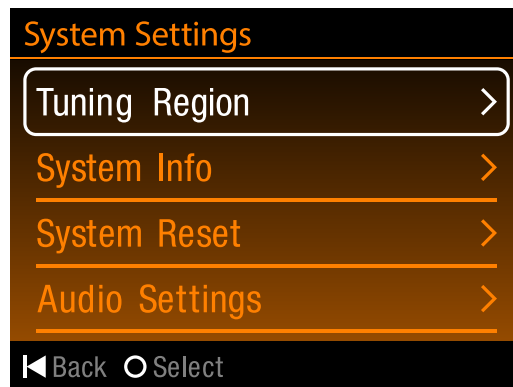 System Settings
Tuning Region
System Info
System Reset
Audio Settings
Back Select